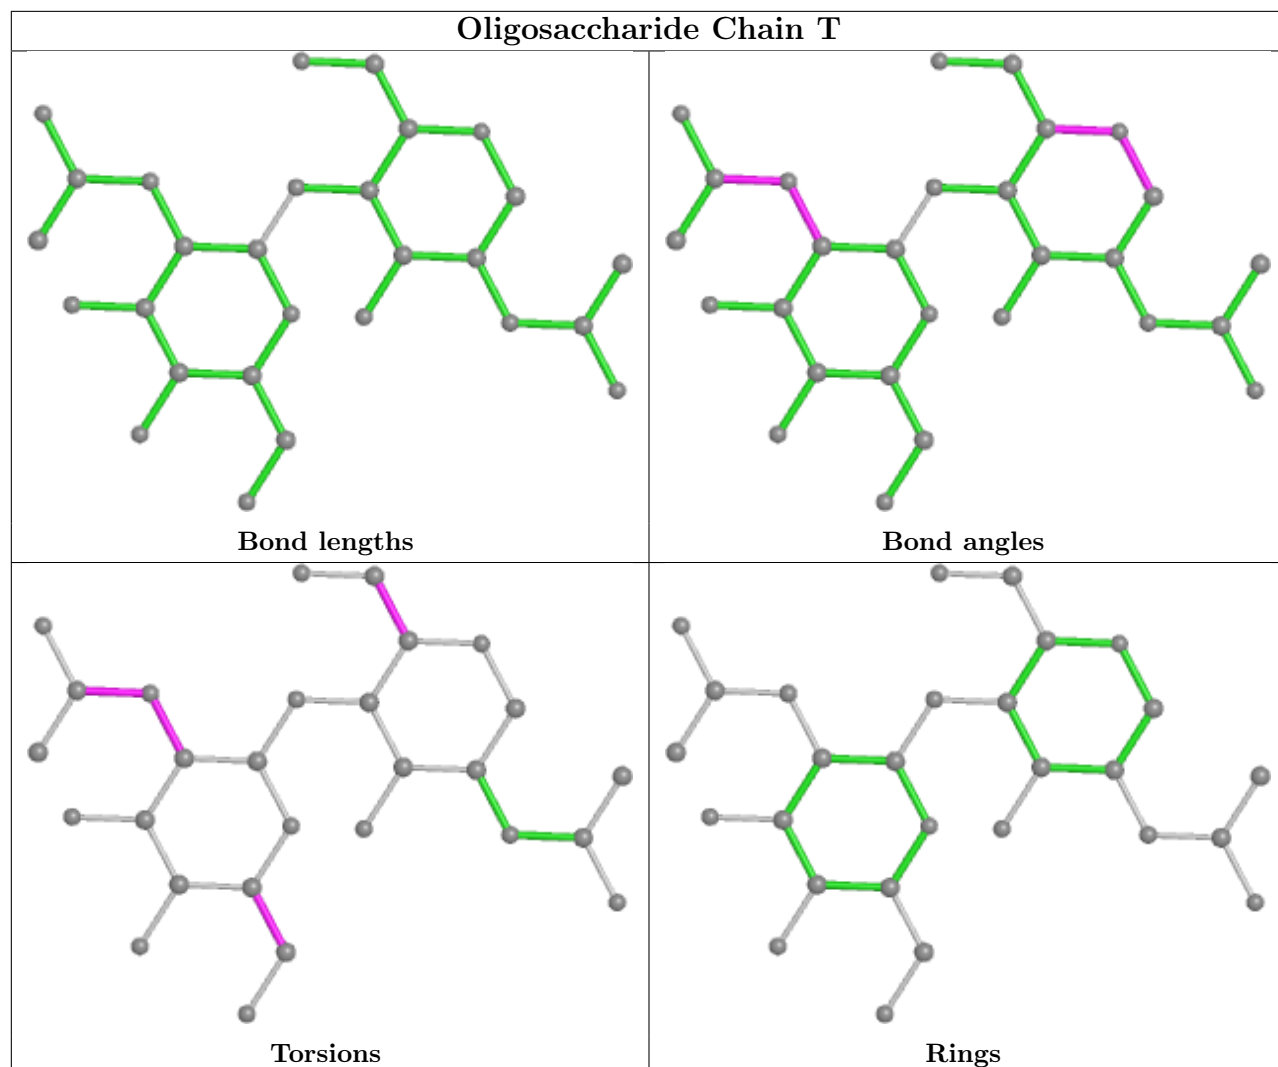 Oligosaccharide Chain T
Bond lengths
Bond angles
Torsions
Rings